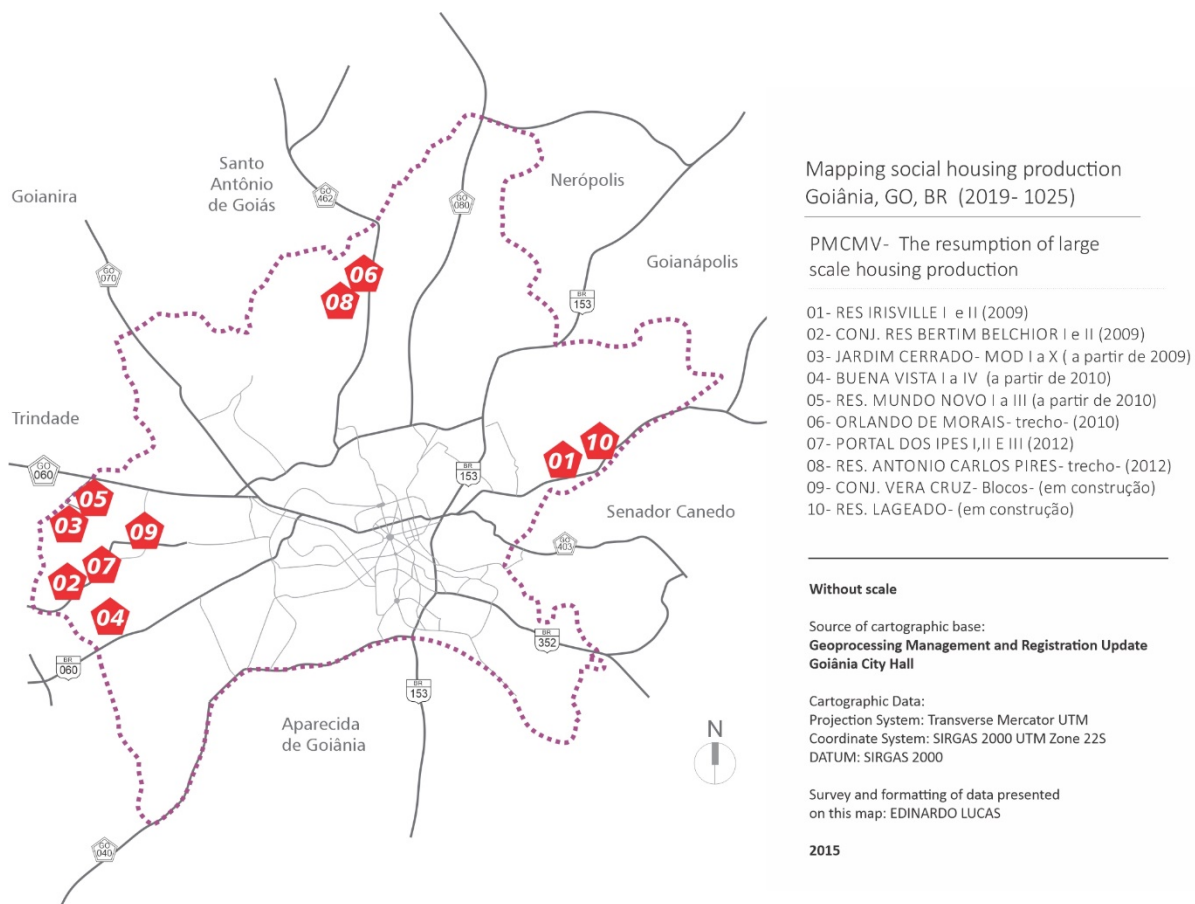 Santo
Antônio
de Goiás
Nerópolis
Goianira
GO
462
GO
080
Goianápolis
GO
070
BR
153
06
08
Trindade
GO
060
BR
153
01
10
05
03
09
Senador Canedo
GO
403
07
02
04
BR
352
BR
060
BR
153
Aparecida
de Goiânia
N
GO
040
Mapping social housing production
Goiânia, GO, BR (2019- 1025)
PMCMV- The resumption of large
scale housing production
01- RES IRISVILLE I e II (2009)
02- CONJ. RES BERTIM BELCHIOR I e II (2009)
03- JARDIM CERRADO- MOD I a X ( a partir de 2009)
04- BUENA VISTA I a IV (a partir de 2010)
05- RES. MUNDO NOVO I a III (a partir de 2010)
06- ORLANDO DE MORAIS- trecho- (2010)
07- PORTAL DOS IPES I,II E III (2012)
08- RES. ANTONIO CARLOS PIRES- trecho- (2012)
09- CONJ. VERA CRUZ- Blocos- (em construção)
10- RES. LAGEADO- (em construção)
Without scale
Source of cartographic base:
Geoprocessing Management and Registration Update
Goiânia City Hall
Cartographic Data:
Projection System: Transverse Mercator UTM
Coordinate System: SIRGAS 2000 UTM Zone 22S
DATUM: SIRGAS 2000
Survey and formatting of data presented
on this map: EDINARDO LUCAS
2015